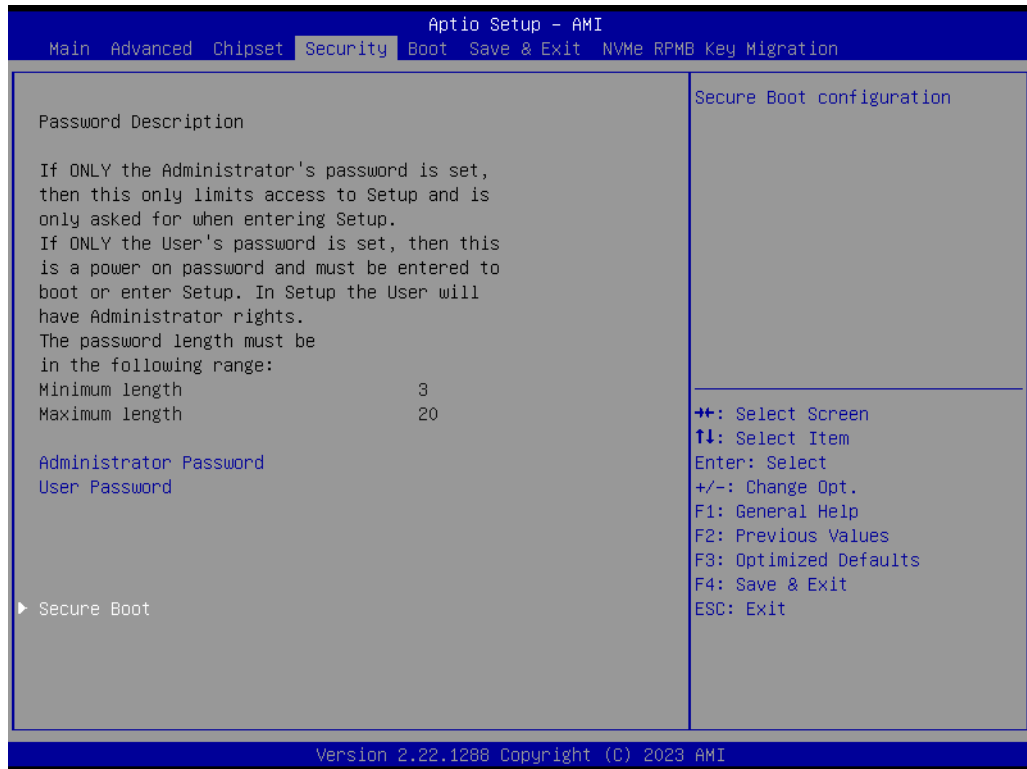 Aptio Setup – AMI
Main Advanced Chipset Security Boot Save & Exit NVMe RPMB Key Migration
Password Description
If ONLY the Administrator's password is set,
then this only limits access to Setup and is
only asked for when entering Setup.
If ONLY the User's password is set, then this
is a power on password and must be entered to
boot or enter Setup. In Setup the User will
have Administrator rights.
The password length must be
in the following range:
Minimum length 3
Maximum length 20
Administrator Password
User Password
▶ Secure Boot
Secure Boot configuration
→←: Select Screen
↑↓: Select Item
Enter: Select
+/-: Change Opt.
F1: General Help
F2: Previous Values
F3: Optimized Defaults
F4: Save & Exit
ESC: Exit
Version 2.22.1288 Copyright (C) 2023 AMI